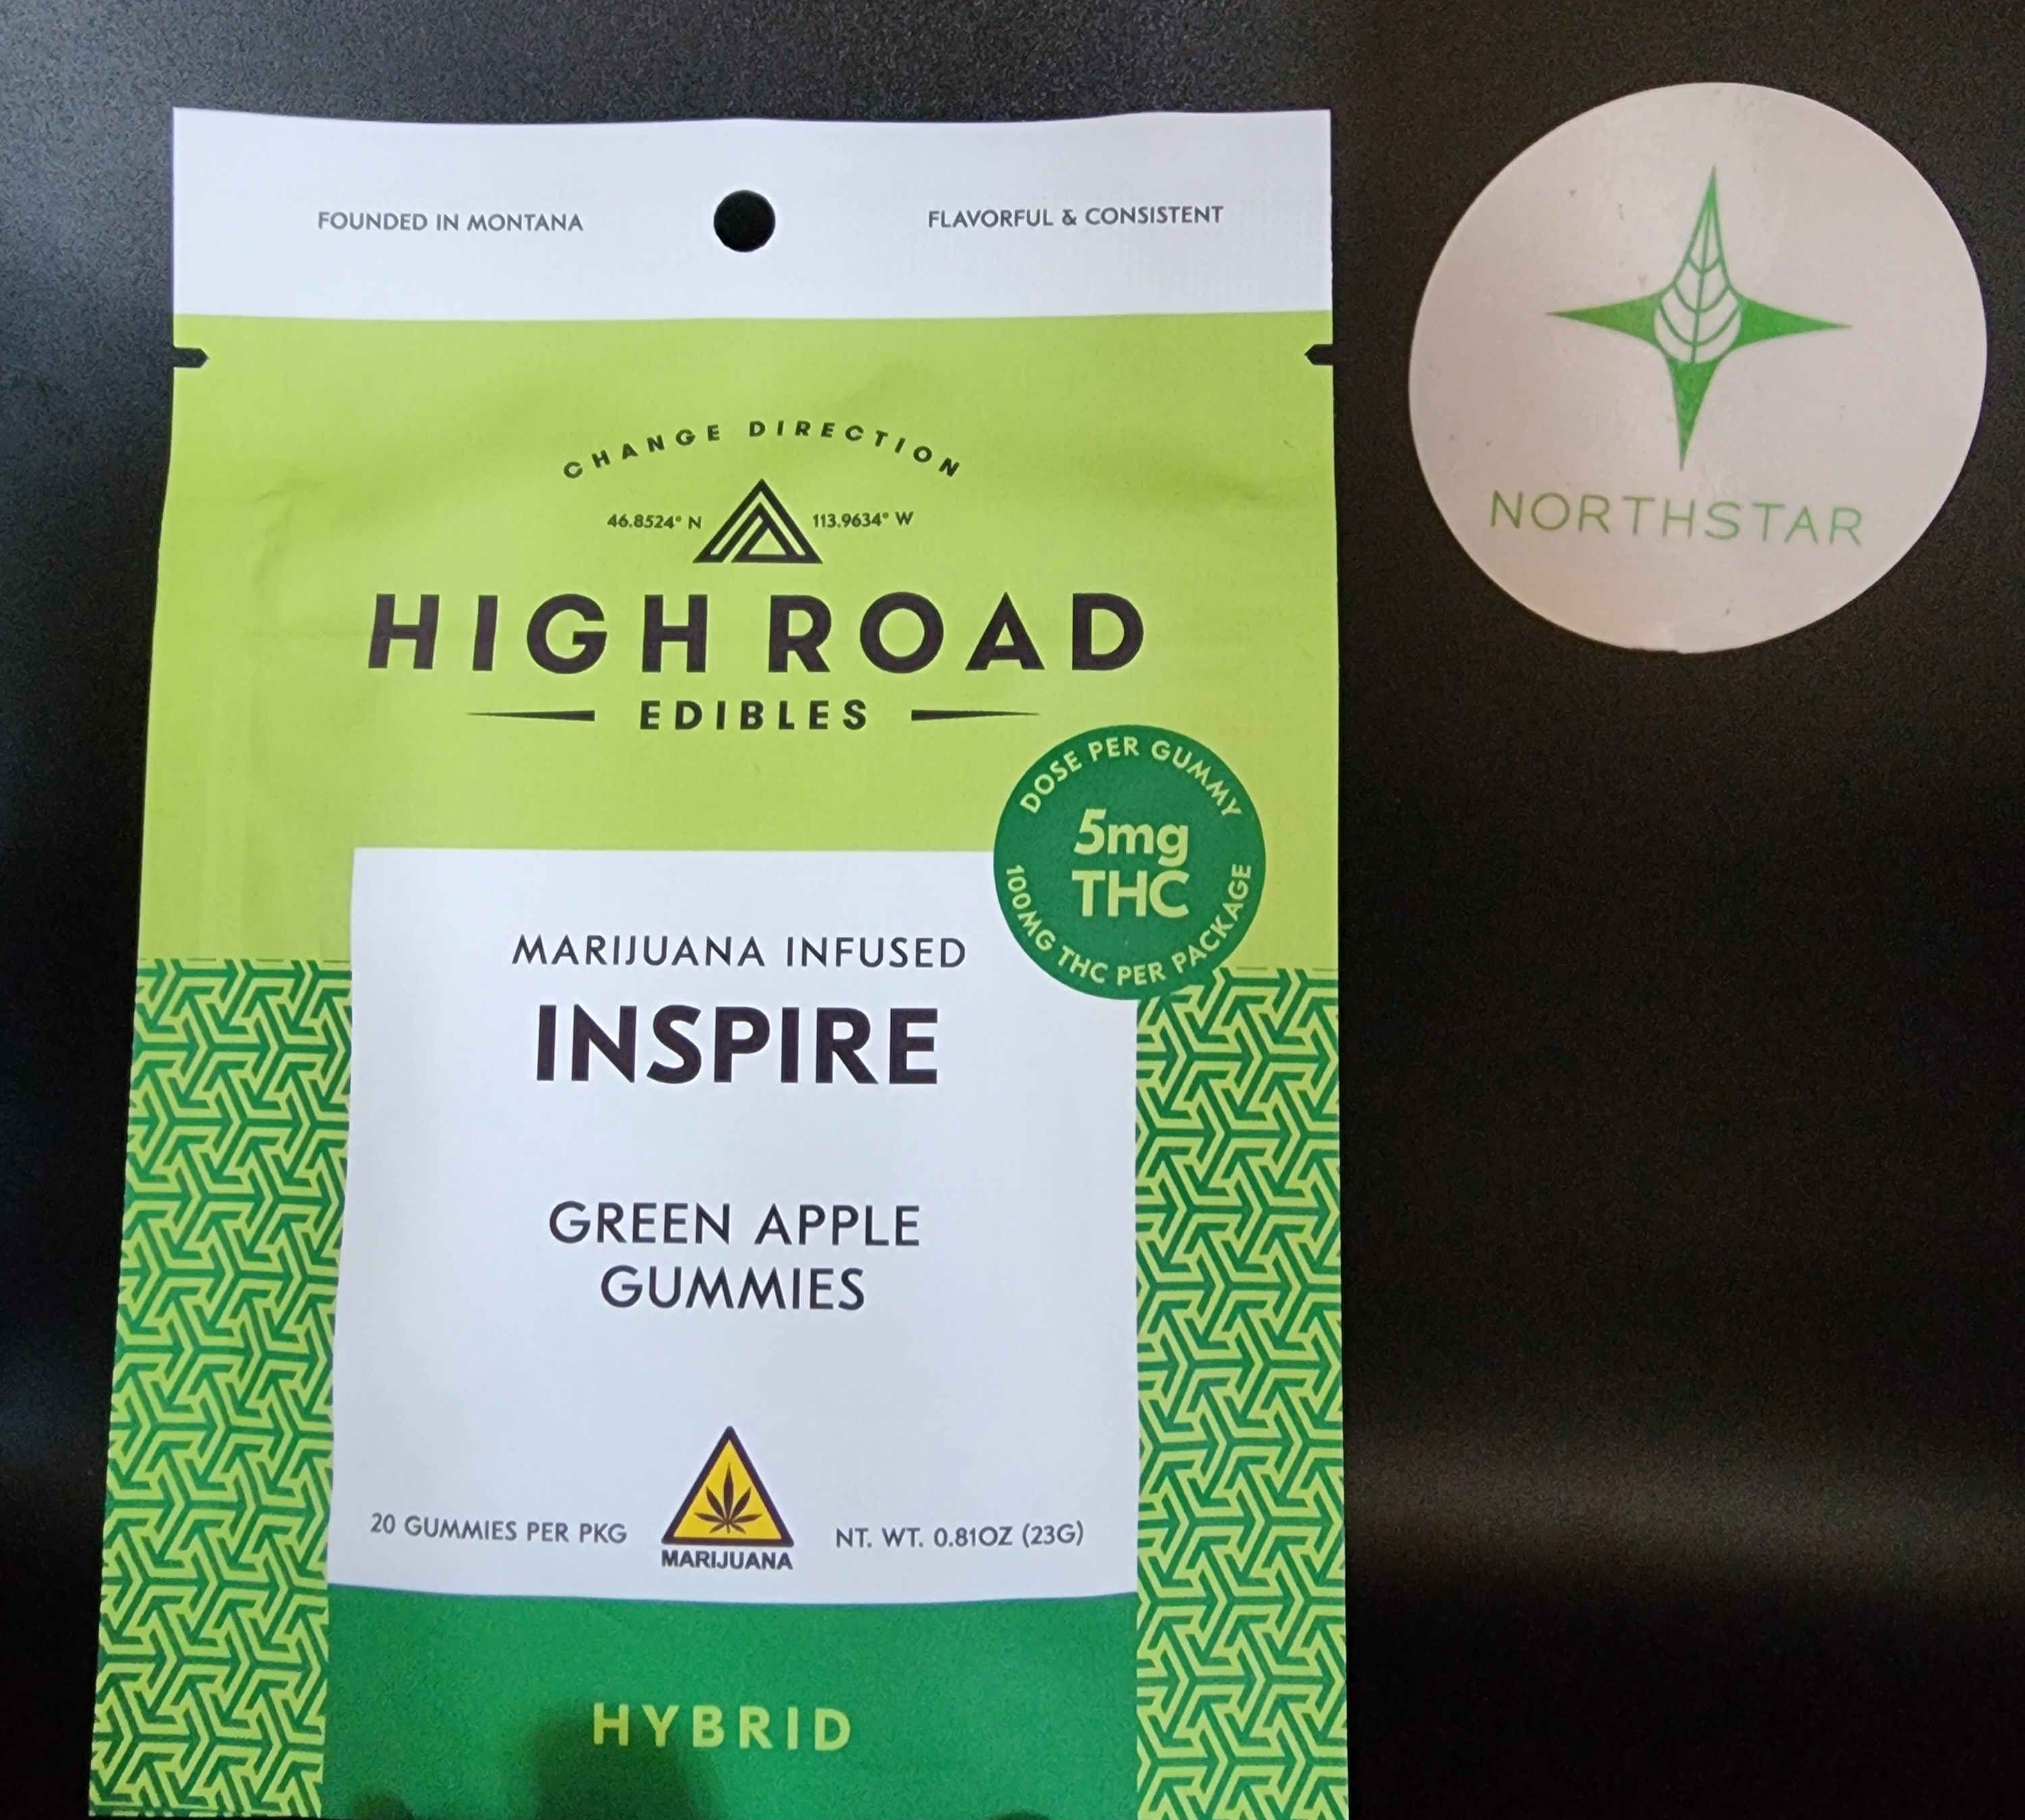 FOUNDED IN MONTANA
FLAVORFUL & CONSISTENT
CHANGE DIRECTION
46.8524° N
113.9634° W
HIGH ROAD
EDIBLES
DOSE PER GUMMY
5mg
THC
100MG THC PER PACKAGE
MARIJUANA INFUSED
INSPIRE
GREEN APPLE
GUMMIES
20 GUMMIES PER PKG
MARIJUANA
NT. WT. 0.81OZ (23G)
HYBRID
NORTHSTAR